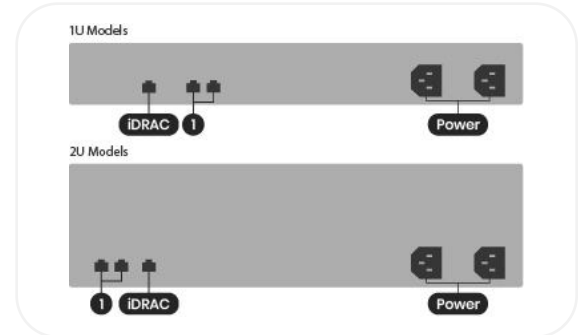 1U Models
iDRAC 1 Power
2U Models
1 iDRAC Power